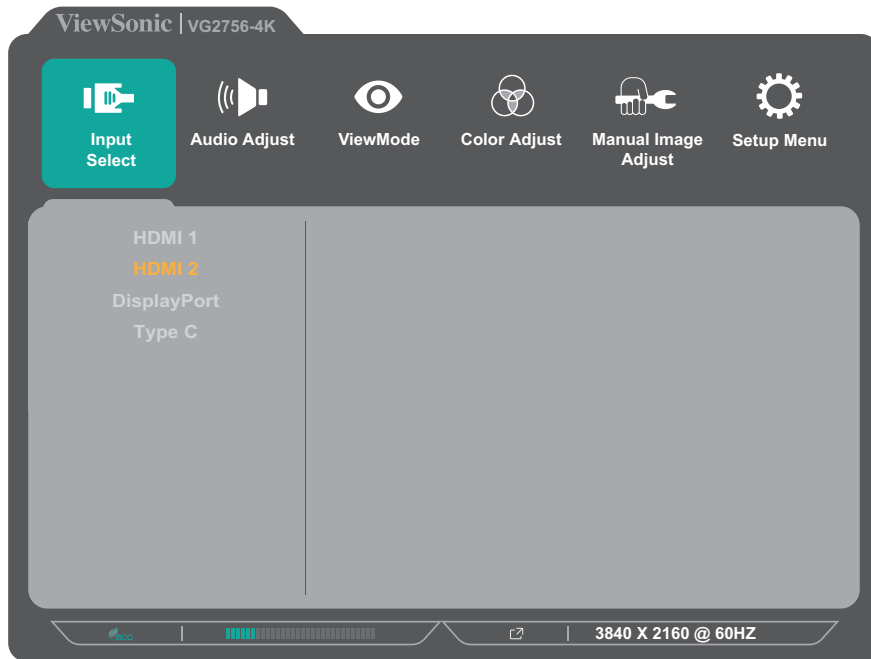 ViewSonic | VG2756-4K
Input
Select
Audio Adjust
ViewMode
Color Adjust
Manual Image
Adjust
Setup Menu
HDMI 1
HDMI 2
DisplayPort
Type C
eco
3840 X 2160 @ 60HZ